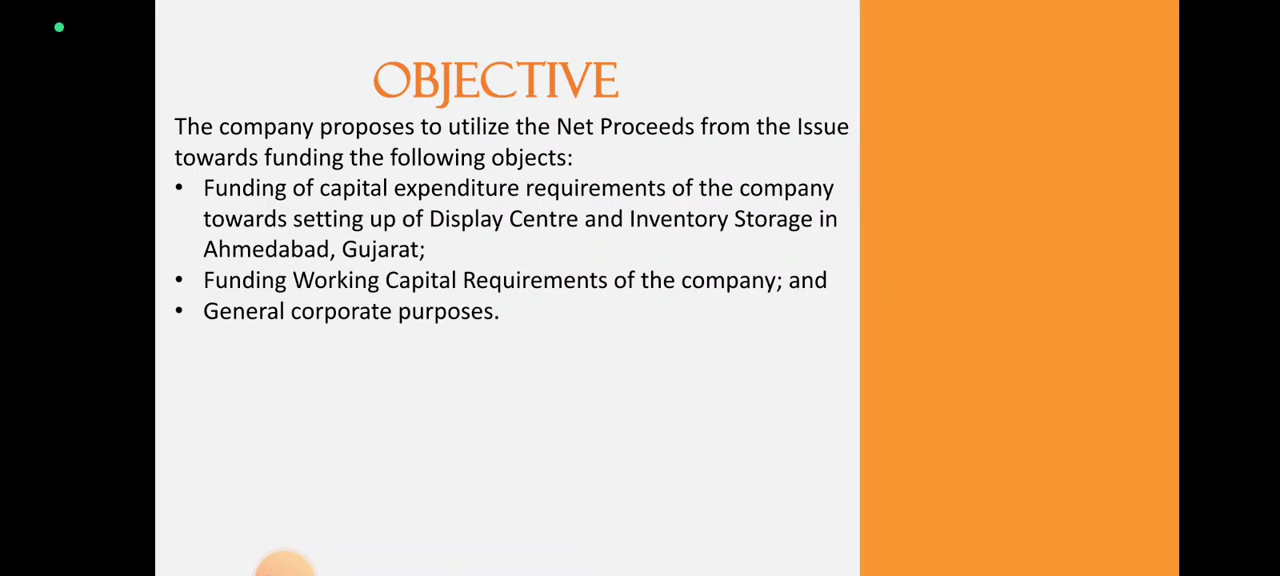 OBJECTIVE
The company proposes to utilize the Net Proceeds from the Issue
towards funding the following objects:
• Funding of capital expenditure requirements of the company
towards setting up of Display Centre and Inventory Storage in
Ahmedabad, Gujarat;
• Funding Working Capital Requirements of the company; and
• General corporate purposes.